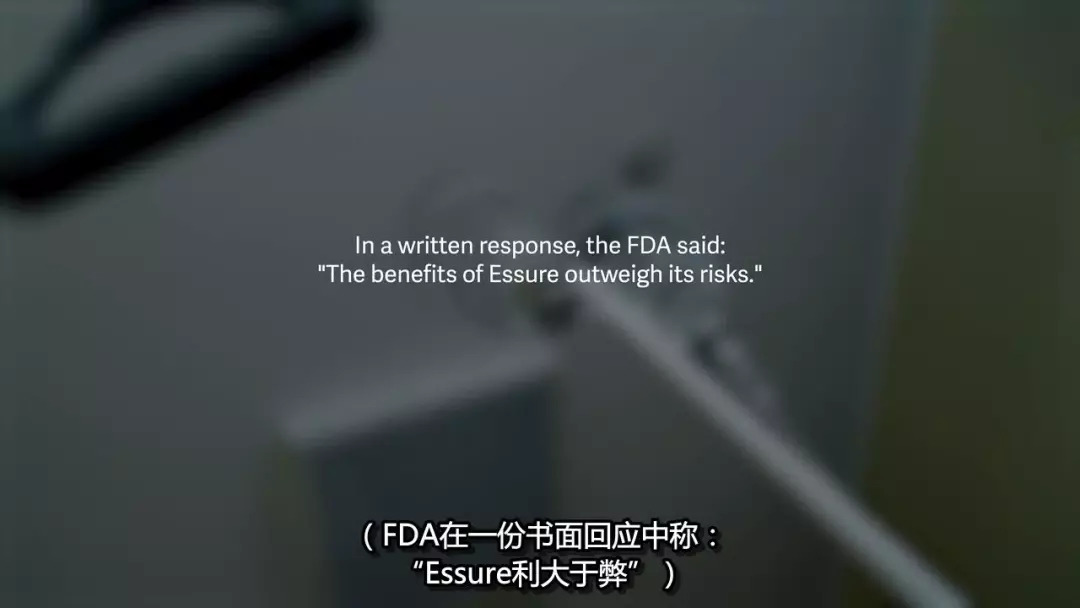 In a written response, the FDA said:
"The benefits of Essure outweigh its risks."
（FDA在一份书面回应中称：
“Essure利大于弊”）